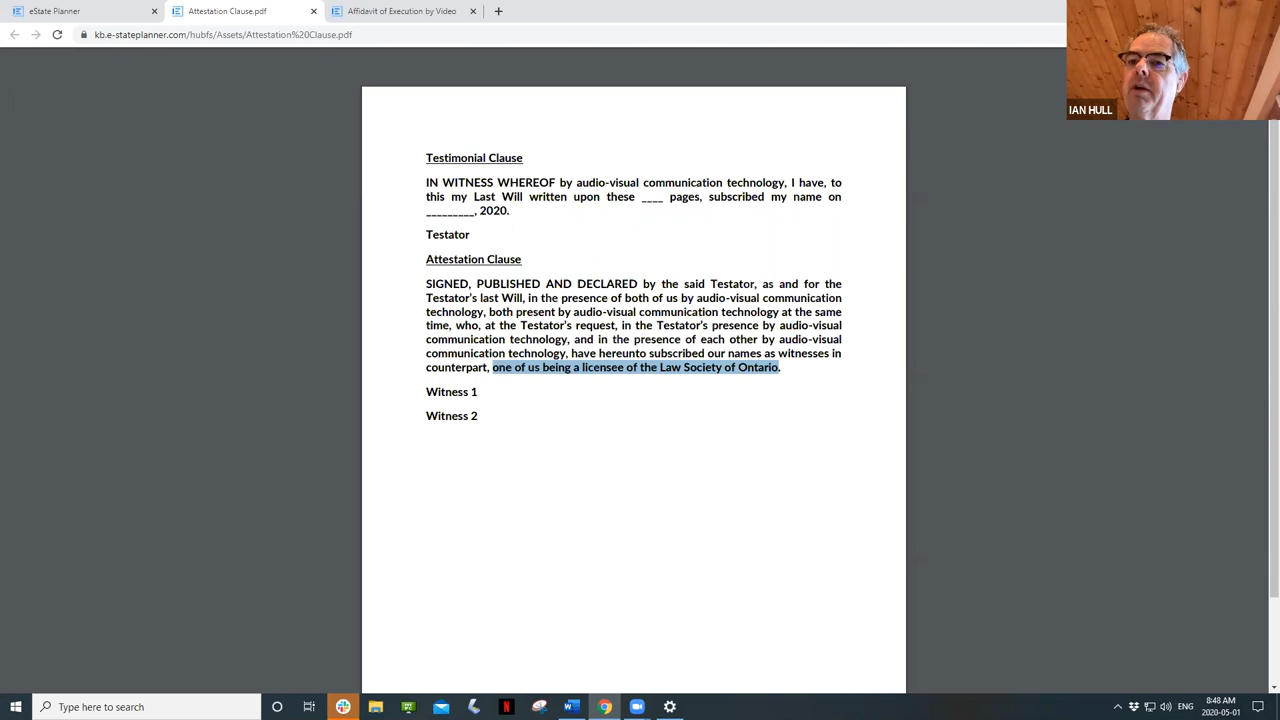 eState Planner
Attestation Clause.pdf
Affidavit of Execution by Video
kb.e-stateplanner.com/hubfs/Assets/Attestation%20Clause.pdf
IAN HULL
Testimonial Clause
IN WITNESS WHEREOF by audio-visual communication technology, I have, to
this my Last Will written upon these ____ pages, subscribed my name on
_________, 2020.
Testator
Attestation Clause
SIGNED, PUBLISHED AND DECLARED by the said Testator, as and for the
Testator's last Will, in the presence of both of us by audio-visual communication
technology, both present by audio-visual communication technology at the same
time, who, at the Testator's request, in the Testator's presence by audio-visual
communication technology, and in the presence of each other by audio-visual
communication technology, have hereunto subscribed our names as witnesses in
counterpart, one of us being a licensee of the Law Society of Ontario.
Witness 1
Witness 2
Type here to search
ENG
8:48 AM
2020-05-01